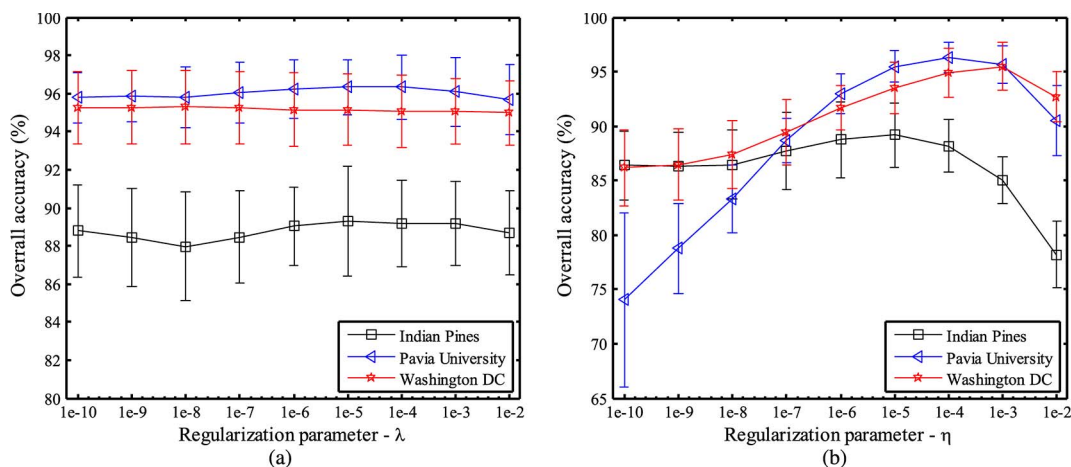 100
98
96
94
92
90
88
86
84
82
80
Overall accuracy (%)
1e-10 1e-9 1e-8 1e-7 1e-6 1e-5 1e-4 1e-3 1e-2
Regularization parameter - λ
Indian Pines
Pavia University
Washington DC
(a)
100
95
90
85
80
75
70
65
Overrall accuracy (%)
1e-10 1e-9 1e-8 1e-7 1e-6 1e-5 1e-4 1e-3 1e-2
Regularization parameter - η
Indian Pines
Pavia University
Washington DC
(b)